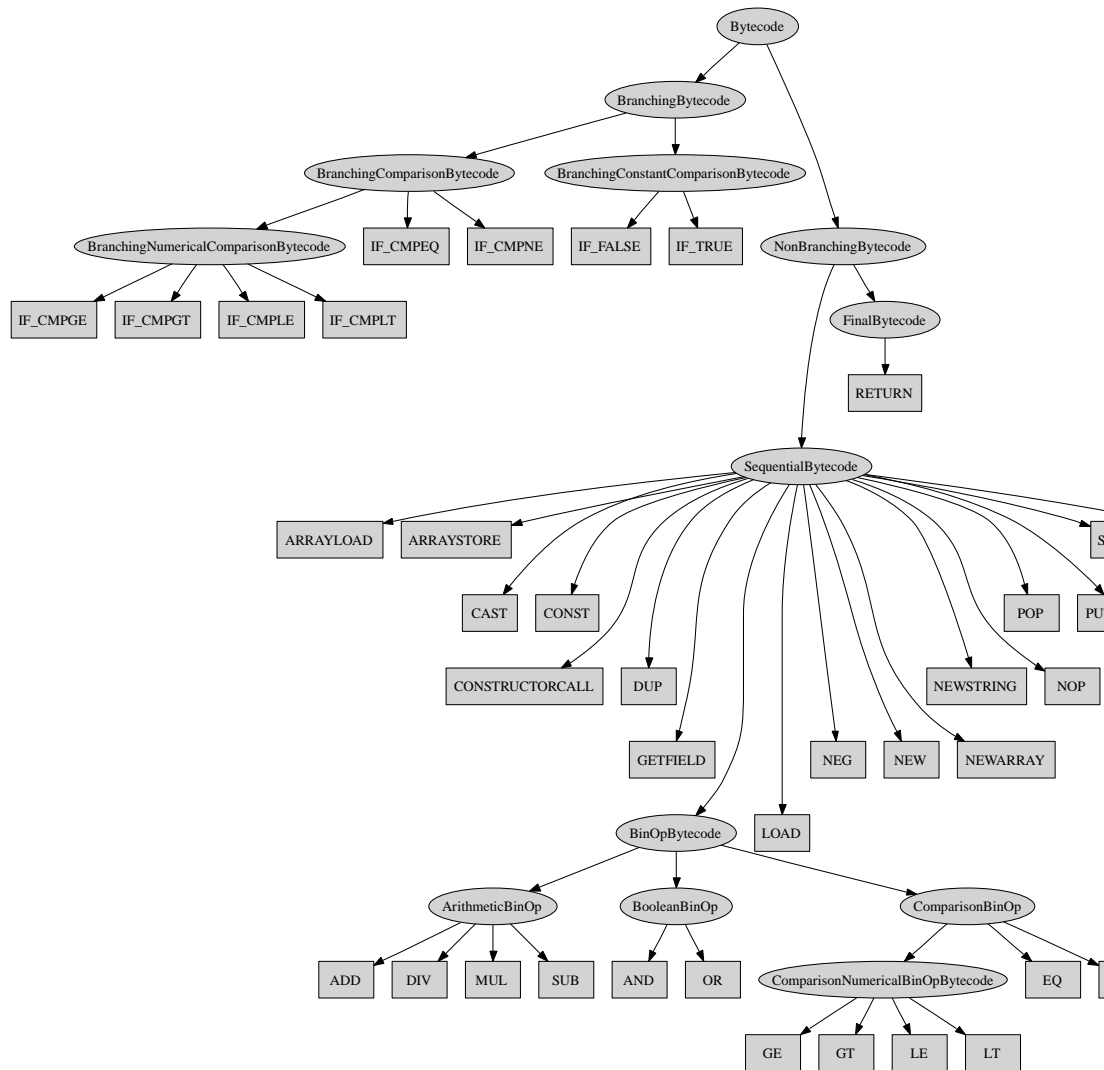 Bytecode
BranchingBytecode
BranchingComparisonBytecode
BranchingConstantComparisonBytecode
BranchingNumericalComparisonBytecode
IF_CMPEQ
IF_CMPNE
IF_FALSE
IF_TRUE
NonBranchingBytecode
IF_CMPGE
IF_CMPGT
IF_CMPLE
IF_CMPLT
FinalBytecode
RETURN
SequentialBytecode
ARRAYLOAD
ARRAYSTORE
CAST
CONST
POP
CONSTRUCTORCALL
DUP
NEWSTRING
NOP
GETFIELD
NEG
NEW
NEWARRAY
BinOpBytecode
LOAD
ArithmeticBinOp
BooleanBinOp
ComparisonBinOp
ADD
DIV
MUL
SUB
AND
OR
ComparisonNumericalBinOpBytecode
EQ
GE
GT
LE
LT